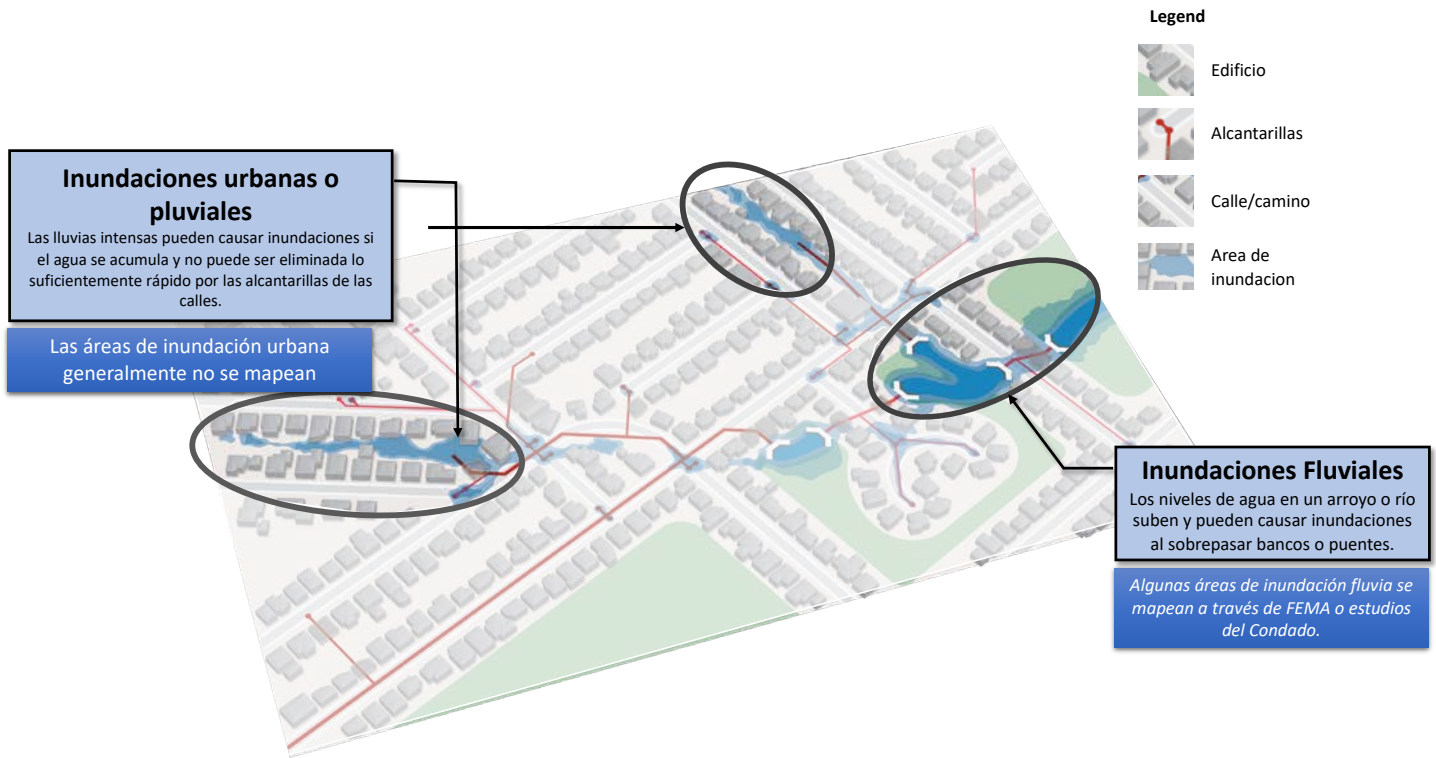 Legend
Edificio
Alcantarillas
Calle/camino
Area de
inundacion
Inundaciones urbanas o
pluviales
Las lluvias intensas pueden causar inundaciones si
el agua se acumula y no puede ser eliminada lo
suficientemente rápido por las alcantarillas de las
calles.
Las áreas de inundación urbana
generalmente no se mapean
Inundaciones Fluviales
Los niveles de agua en un arroyo o río
suben y pueden causar inundaciones
al sobrepasar bancos o puentes.
Algunas áreas de inundación fluvia se
mapean a través de FEMA o estudios
del Condado.